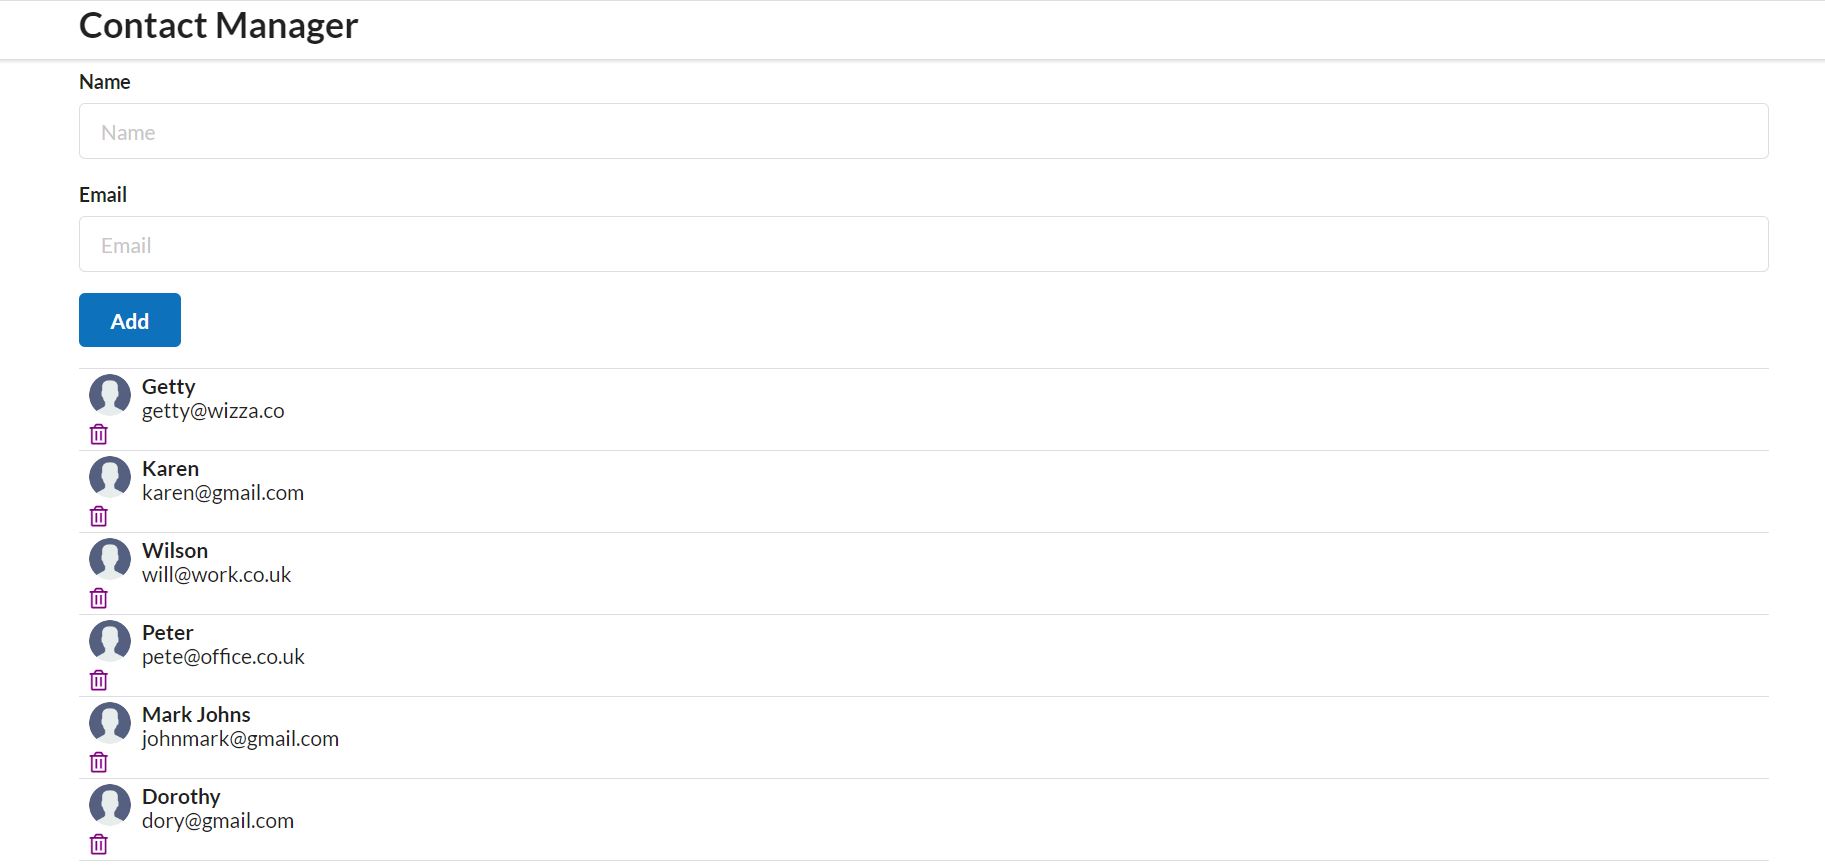 Contact Manager
Name
Name
Email
Email
Add
Getty
getty@wizza.co
Karen
karen@gmail.com
Wilson
will@work.co.uk
Peter
pete@office.co.uk
Mark Johns
johnmark@gmail.com
Dorothy
dory@gmail.com